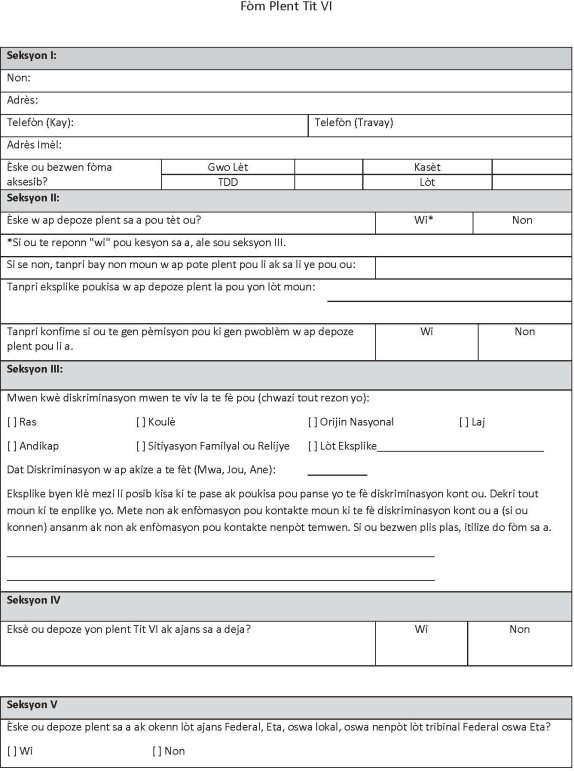 Fòm Plent Tit VI
Seksyon I:
Non:
Adrès:
Telefòn (Kay): Telefòn (Travay)
Adrès Imèl:
Èske ou bezwen fòma aksesib? Gwo Lèt Kasèt
TDD Lòt
Seksyon II:
Èske w ap depoze plent sa a pou tèt ou? Wi* Non
*Si ou te reponn "wi" pou kesyon sa a, ale sou seksyon III.
Si se non, tanpri bay non moun w ap pote plent pou li ak sa li ye pou ou:
Tanpri eksplike poukisa w ap depoze plent la pou yon lòt moun:
Tanpri konfime si ou te gen pèmisyon pou ki gen pwoblèm w ap depoze plent pou li a. Wi Non
Seksyon III:
Mwen kwè diskriminasyon mwen te viv la te fè pou (chwazi tout rezon yo):
[ ] Ras [ ] Koulè [ ] Orijin Nasyonal [ ] Laj
[ ] Andikap [ ] Sitiyasyon Familyal ou Relijye [ ] Lòt Eksplike
Dat Diskriminasyon w ap akize a te fèt (Mwa, Jou, Ane):
Eksplike byen klè mezi li posib kisa ki te pase ak poukisa pou panse yo te fè diskriminasyon kont ou. Dekri tout
moun ki te enplike yo. Mete non ak enfòmasyon pou kontakte moun ki te fè diskriminasyon kont ou a (si ou
konnen) ansanm ak non ak enfòmasyon pou kontakte nenpòt temwen. Si ou bezwen plis plas, itilize do fòm sa a.
Seksyon IV
Eksè ou depoze yon plent Tit VI ak ajans sa a deja? Wi Non
Seksyon V
Èske ou depoze plent sa a ak okenn lòt ajans Federal, Eta, oswa lokal, oswa nenpòt lòt tribinal Federal oswa Eta?
[ ] Wi [ ] Non